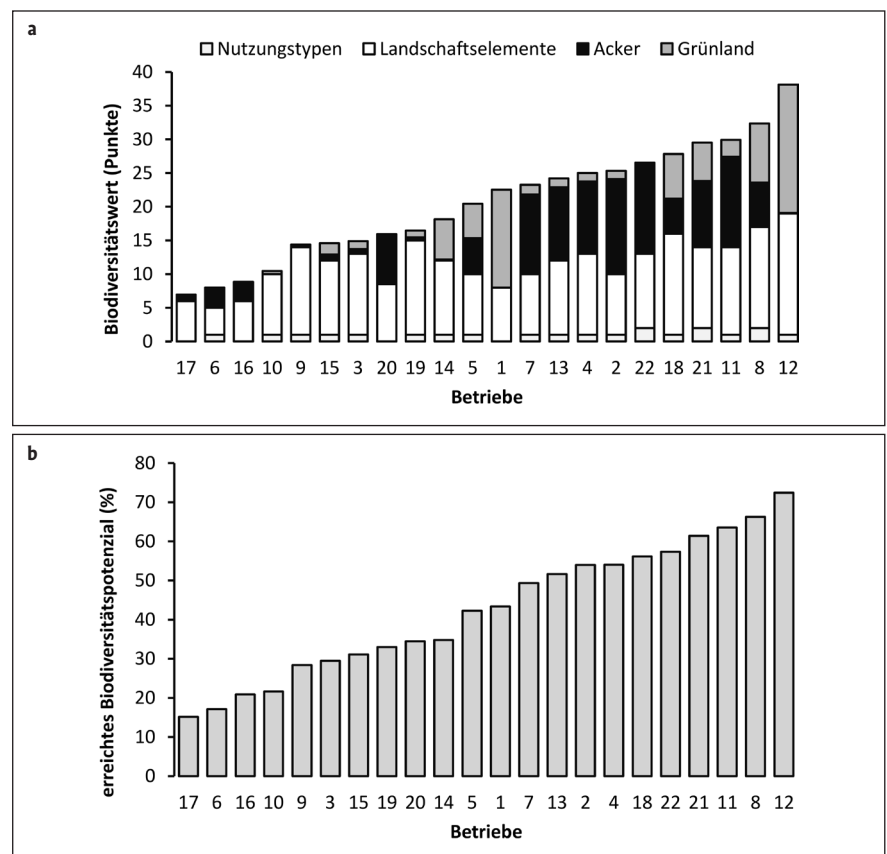 a
Nutzungstypen Landschaftselemente Acker Grünland
Biodiversitätswert (Punkte)
40
35
30
25
20
15
10
5
0
17 6 16 10 9 15 3 20 19 14 5 1 7 13 4 2 22 18 21 11 8 12
Betriebe
b
erreichtes Biodiversitätspotenzial (%)
80
70
60
50
40
30
20
10
0
17 6 16 10 9 3 15 19 20 14 5 1 7 13 2 4 18 22 21 11 8 12
Betriebe